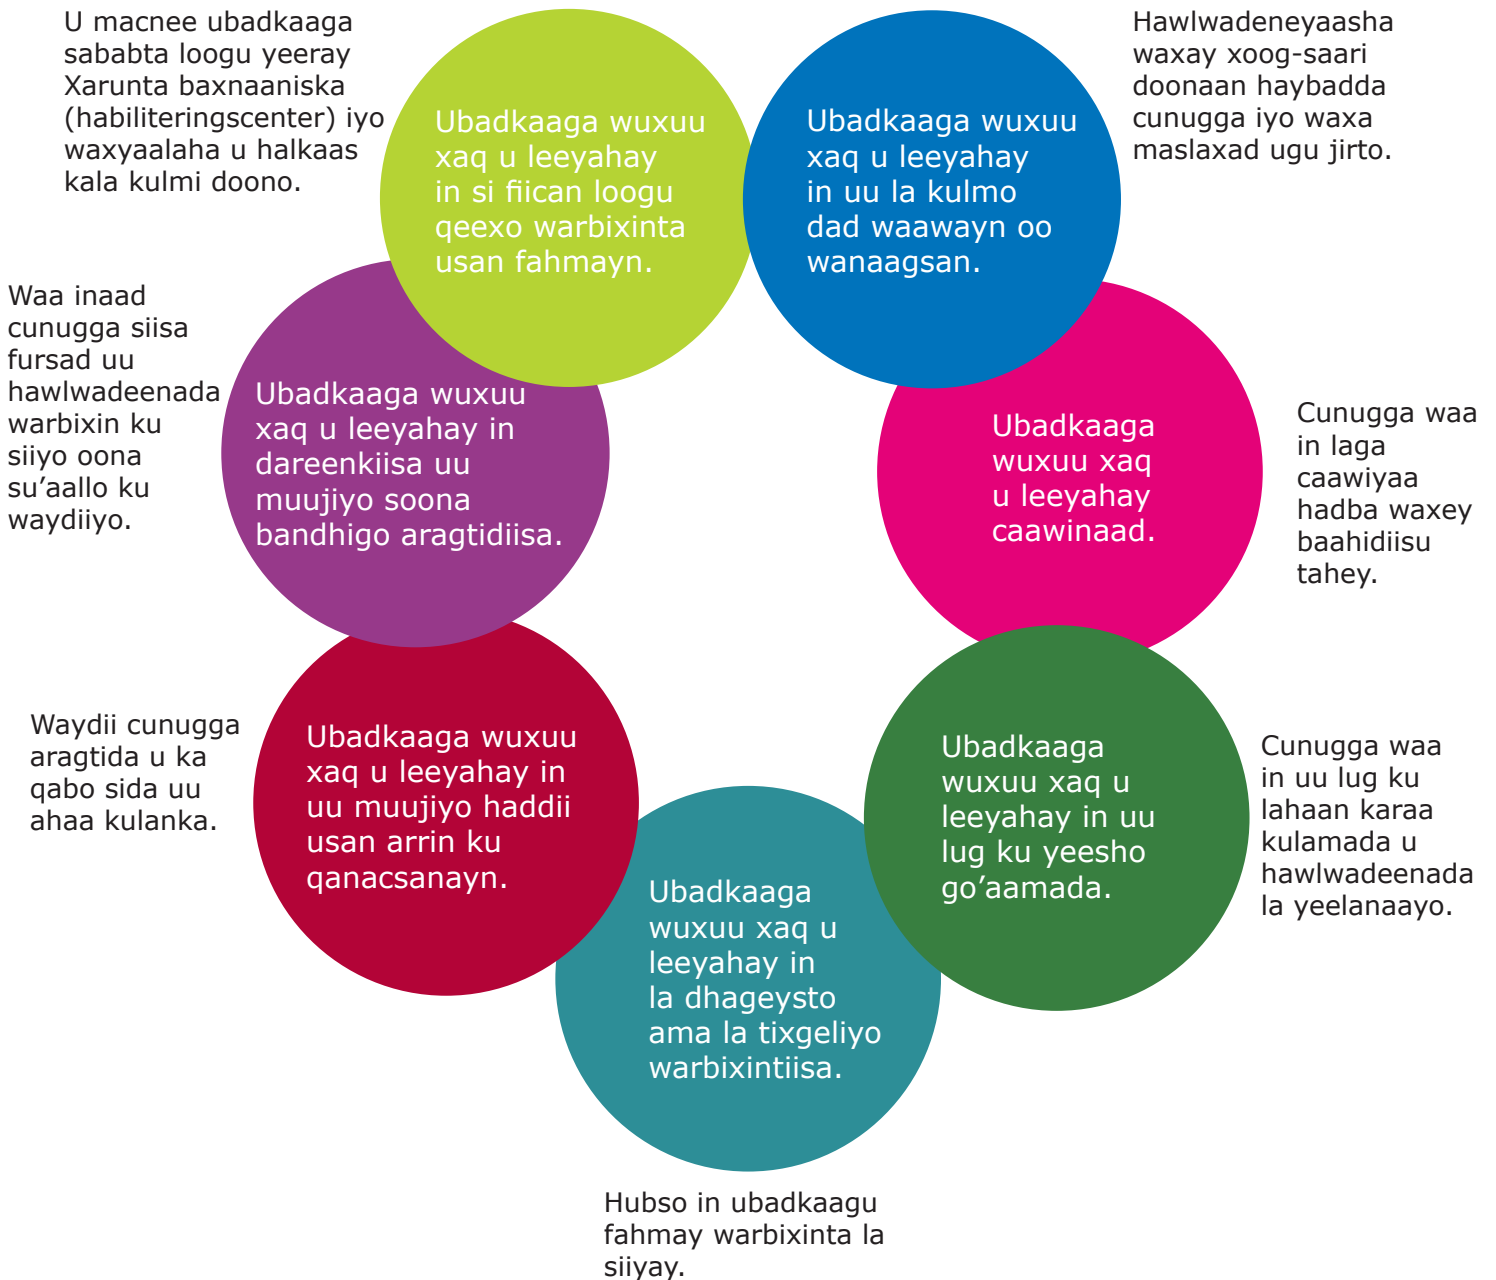 U macnee ubadkaaga
sababta loogu yeeray
Xarunta baxnaaniska
(habiliteringscenter) iyo
waxyaalaha u halkaas
kala kulmi doono.
Ubadkaaga wuxuu
xaq u leeyahay
in si fiican loogu
qeexo warbixinta
usan fahmayn.
Ubadkaaga wuxuu
xaq u leeyahay
in uu la kulmo
dad waawayn oo
wanaagsan.
Hawlwadeneyaasha
waxay xoog-saari
doonaan haybadda
cunugga iyo waxa
maslaxad ugu jirto.
Waa inaad
cunugga siisa
fursad uu
hawlwadeenada
warbixin ku
siiyo oona
su’aallo ku
waydiiyo.
Ubadkaaga wuxuu
xaq u leeyahay in
dareenkiisa uu
muujiyo soona
bandhigo aragtidiisa.
Ubadkaaga
wuxuu xaq
u leeyahay
caawinaad.
Cunugga waa
in laga
caawiyaa
hadba waxey
baahidiisu
tahey.
Waydii cunugga
aragtida u ka
qabo sida uu
ahaa kulanka.
Ubadkaaga wuxuu
xaq u leeyahay in
uu muujiyo haddii
usan arrin ku
qanacsanayn.
Ubadkaaga
wuxuu xaq u
leeyahay in uu
lug ku yeesho
go’aamada.
Cunugga waa
in uu lug ku
lahaan karaa
kulamada u
hawlwadeenada
la yeelanaayo.
Ubadkaaga
wuxuu xaq u
leeyahay in
la dhageysto
ama la tixgeliyo
warbixintiisa.
Hubso in ubadkaagu
fahmay warbixinta la
siiyay.